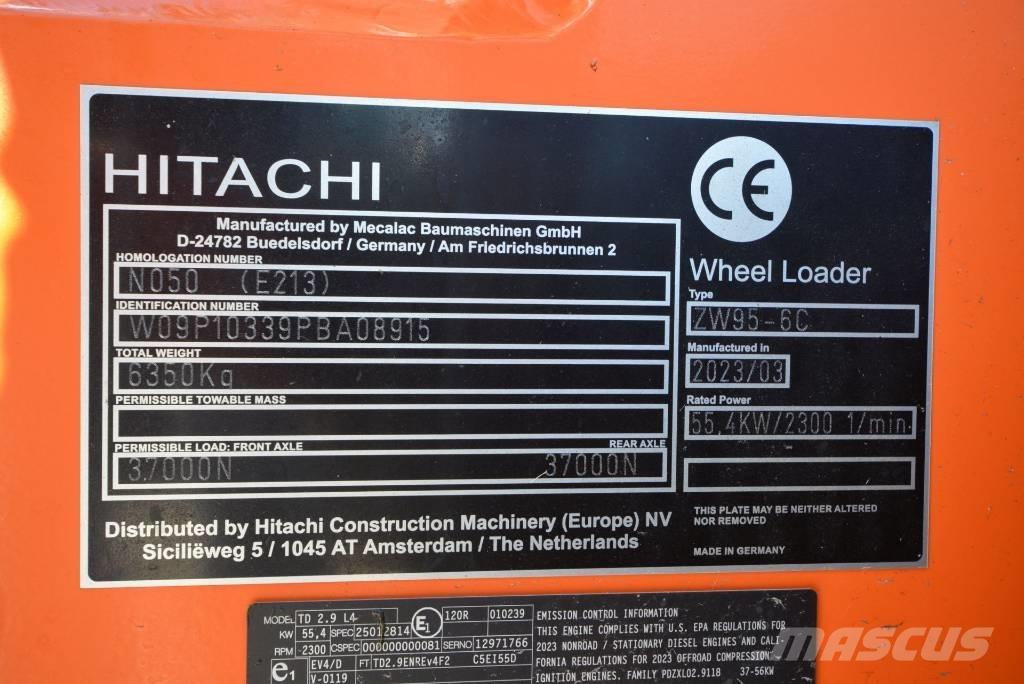 HITACHI
Manufactured by Mecalac Baumaschinen GmbH
D-24782 Buedelsdorf / Germany / Am Friedrichsbrunnen 2
HOMOLOGATION NUMBER
N050 (E213)
IDENTIFICATION NUMBER
W09P10339PBA08915
TOTAL WEIGHT
6350Kg
PERMISSIBLE TOWABLE MASS
PERMISSIBLE LOAD: FRONT AXLE REAR AXLE
37000N 37000N
Distributed by Hitachi Construction Machinery (Europe) NV
Siciliëweg 5 / 1045 AT Amsterdam / The Netherlands
CE
Wheel Loader
Type
ZW95-6C
Manufactured in
2023/03
Rated Power
55,4KW/2300 1/min.
THIS PLATE MAY BE NEITHER ALTERED
NOR REMOVED
MADE IN GERMANY
MODEL TD 2.9 L4 E1 120R 010239
KW 55,4 SPEC 25012814
RPM 2300 CSPEC 000000000081 SERNO 12971766
e1 EV4/D FT TD2.9ENREv4F2 C5EI55D
V-0119
EMISSION CONTROL INFORMATION
THIS ENGINE COMPLIES WITH U.S. EPA REGULATIONS FOR
2023 NONROAD / STATIONARY DIESEL ENGINES AND CALI-
FORNIA REGULATIONS FOR 2023 OFFROAD COMPRESSION
IGNITION ENGINES. FAMILY PDZXL02.9118 37-56KW
MASCUS